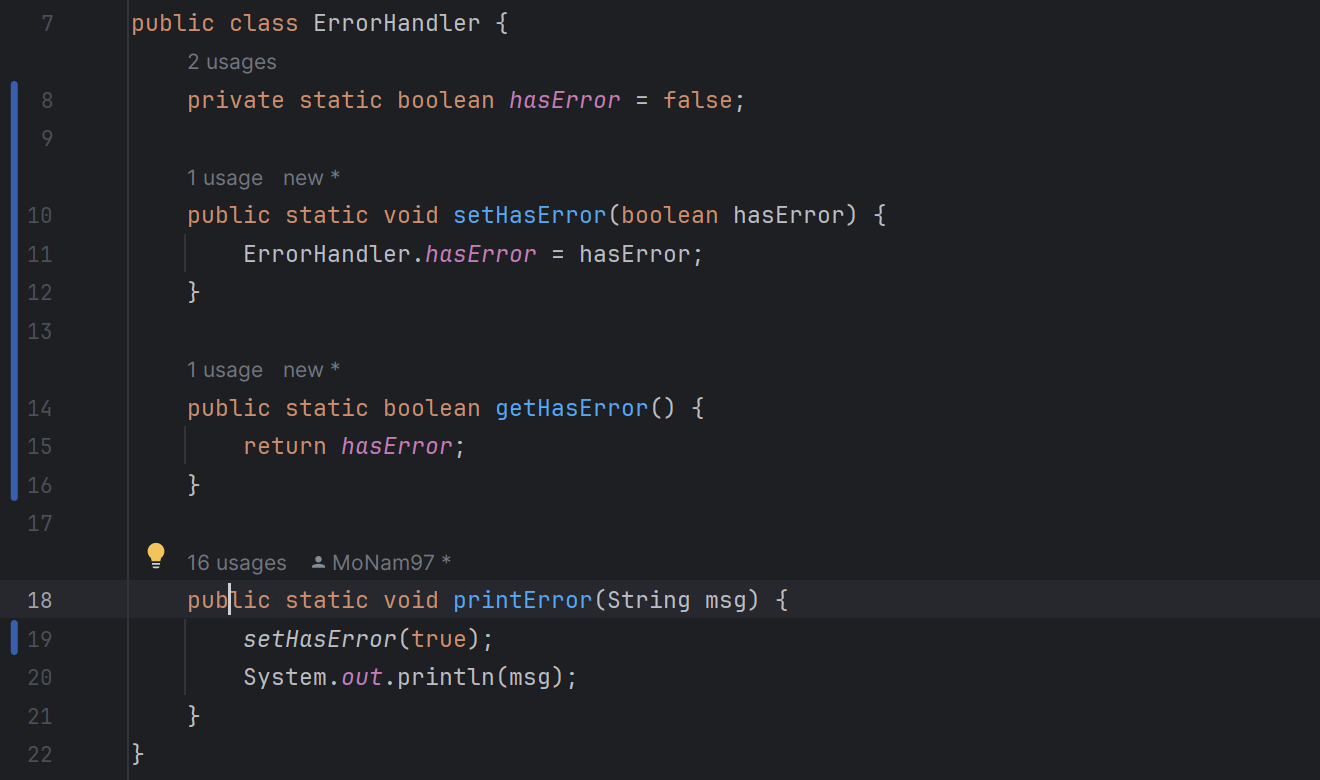 7 public class ErrorHandler {
2 usages
8 private static boolean hasError = false;
9
1 usage new *
10 public static void setHasError(boolean hasError) {
11 ErrorHandler.hasError = hasError;
12 }
13
1 usage new *
14 public static boolean getHasError() {
15 return hasError;
16 }
17
16 usages MoNam97 *
18 public static void printError(String msg) {
19 setHasError(true);
20 System.out.println(msg);
21 }
22 }